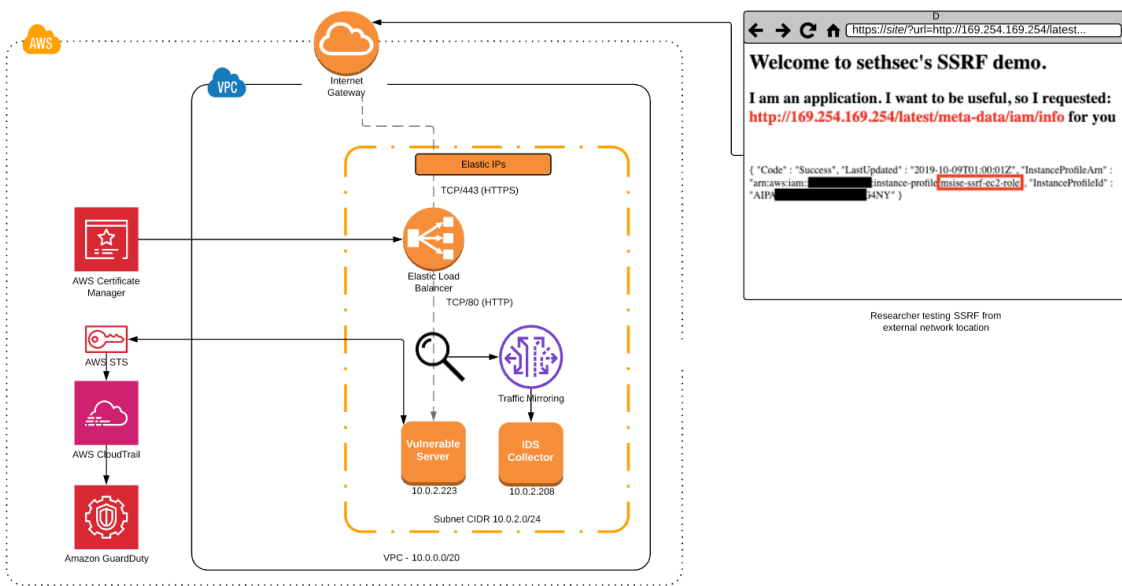 AWS
VPC
Internet
Gateway
Elastic IPs
TCP/443 (HTTPS)
Elastic Load
Balancer
TCP/80 (HTTP)
AWS Certificate
Manager
AWS STS
AWS CloudTrail
Amazon GuardDuty
Traffic Mirroring
Vulnerable
Server
10.0.2.223
IDS
Collector
10.0.2.208
Subnet CIDR 10.0.2.0/24
VPC - 10.0.0.0/20
D
https://site/?url=http://169.254.169.254/latest...
Welcome to sethsec's SSRF demo.
I am an application. I want to be useful, so I requested:
http://169.254.169.254/latest/meta-data/iam/info for you
{ "Code" : "Success", "LastUpdated" : "2019-10-09T01:00:01Z", "InstanceProfileArn" :
"arn:aws:iam: :instance-profile msise-ssrf-ec2-role , "InstanceProfileId" :
"AIPA 54NY" }
Researcher testing SSRF from
external network location